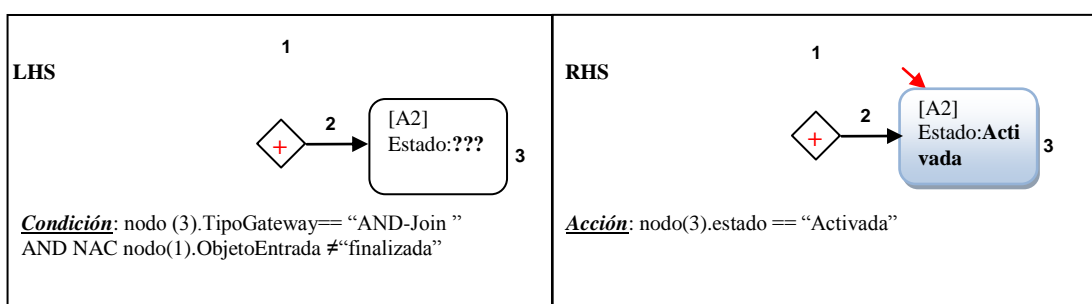 1
LHS
2
[A2]
Estado:???
3
+
Condición: nodo (3).TipoGateway== “AND-Join ”
AND NAC nodo(1).ObjetoEntrada ≠“finalizada”
1
RHS
2
[A2]
Estado:Acti
vada
3
+
Acción: nodo(3).estado == “Activada”